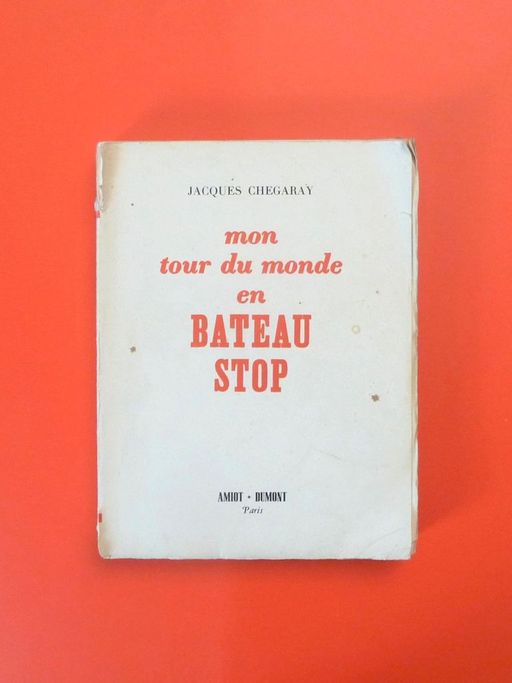 JACQUES CHEGARAY
mon
tour du monde
en
BATEAU
STOP
AMIOT • DUMONT
Paris